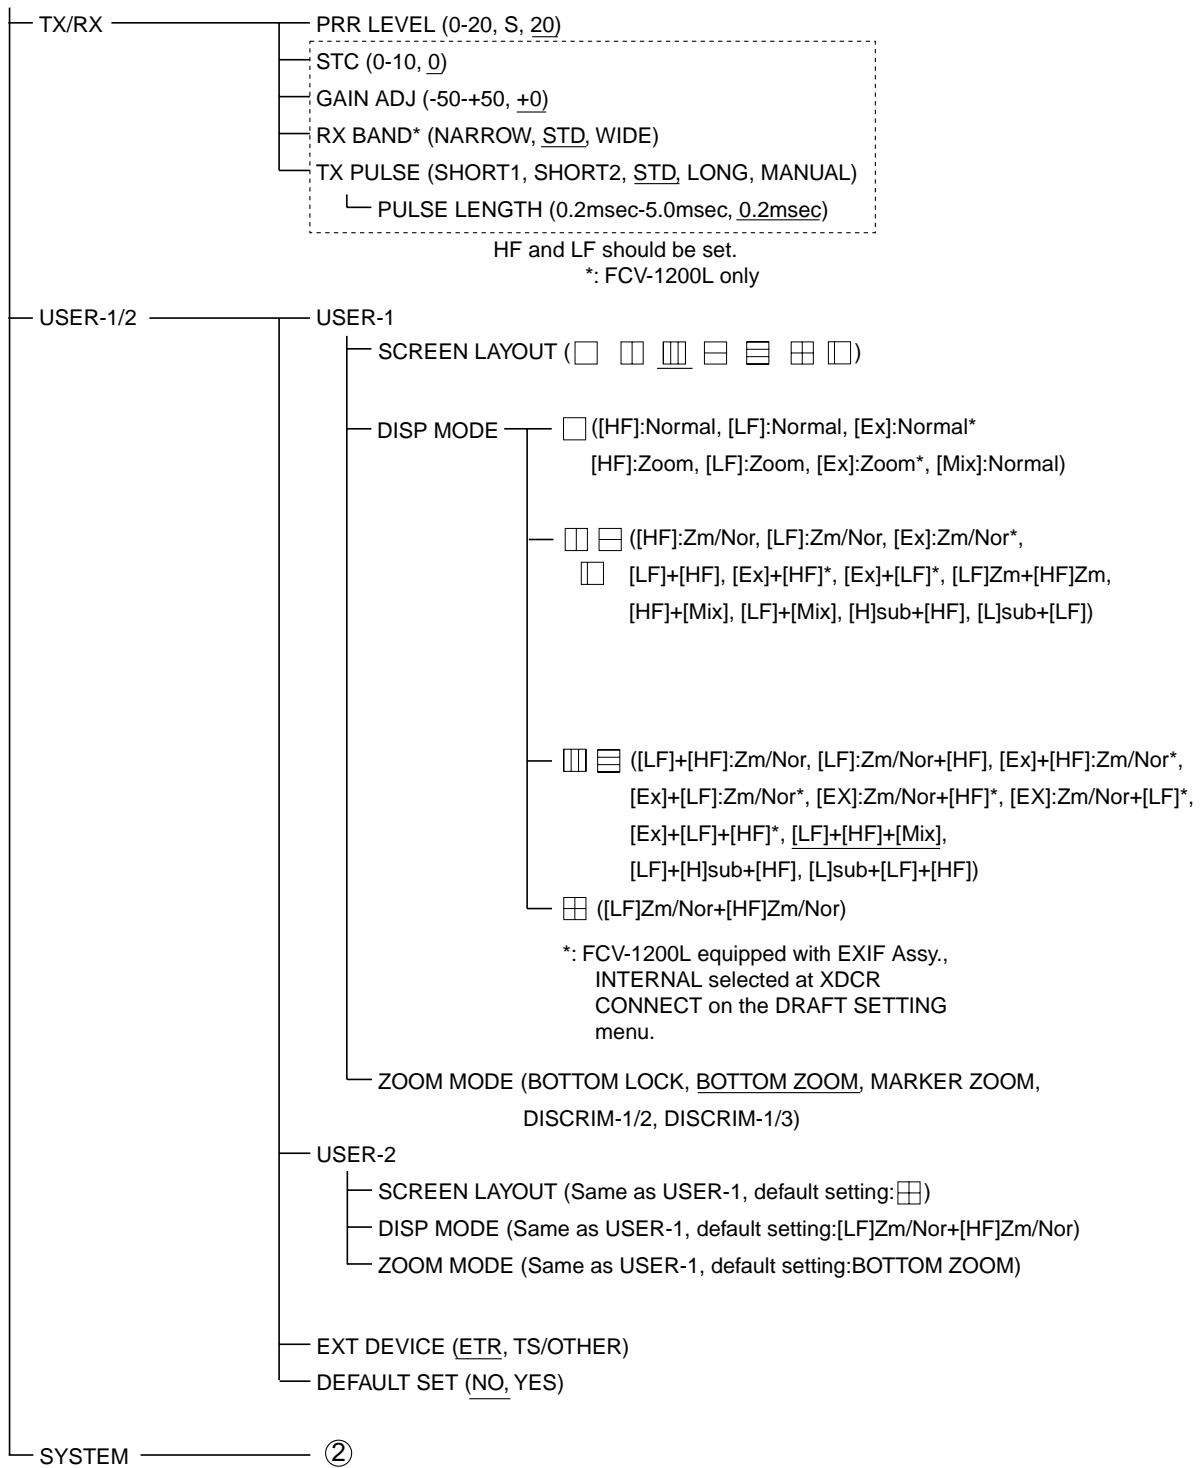 TX/RX PRR LEVEL (0-20, S, 20)
STC (0-10, 0)
GAIN ADJ (-50-+50, +0)
RX BAND* (NARROW, STD, WIDE)
TX PULSE (SHORT1, SHORT2, STD, LONG, MANUAL)
PULSE LENGTH (0.2msec-5.0msec, 0.2msec)
HF and LF should be set.
*: FCV-1200L only
USER-1/2 USER-1
SCREEN LAYOUT ( )
DISP MODE ([HF]:Normal, [LF]:Normal, [Ex]:Normal*
[HF]:Zoom, [LF]:Zoom, [Ex]:Zoom*, [Mix]:Normal)
([HF]:Zm/Nor, [LF]:Zm/Nor, [Ex]:Zm/Nor*,
[LF]+[HF], [Ex]+[HF]*, [Ex]+[LF]*, [LF]Zm+[HF]Zm,
[HF]+[Mix], [LF]+[Mix], [H]sub+[HF], [L]sub+[LF])
([LF]+[HF]:Zm/Nor, [LF]:Zm/Nor+[HF], [Ex]+[HF]:Zm/Nor*,
[Ex]+[LF]:Zm/Nor*, [EX]:Zm/Nor+[HF]*, [EX]:Zm/Nor+[LF]*,
[Ex]+[LF]+[HF]*, [LF]+[HF]+[Mix],
[LF]+[H]sub+[HF], [L]sub+[LF]+[HF])
([LF]Zm/Nor+[HF]Zm/Nor)
*: FCV-1200L equipped with EXIF Assy.,
INTERNAL selected at XDCR
CONNECT on the DRAFT SETTING
menu.
ZOOM MODE (BOTTOM LOCK, BOTTOM ZOOM, MARKER ZOOM,
DISCRIM-1/2, DISCRIM-1/3)
USER-2
SCREEN LAYOUT (Same as USER-1, default setting: )
DISP MODE (Same as USER-1, default setting:[LF]Zm/Nor+[HF]Zm/Nor)
ZOOM MODE (Same as USER-1, default setting:BOTTOM ZOOM)
EXT DEVICE (ETR, TS/OTHER)
DEFAULT SET (NO, YES)
SYSTEM ②